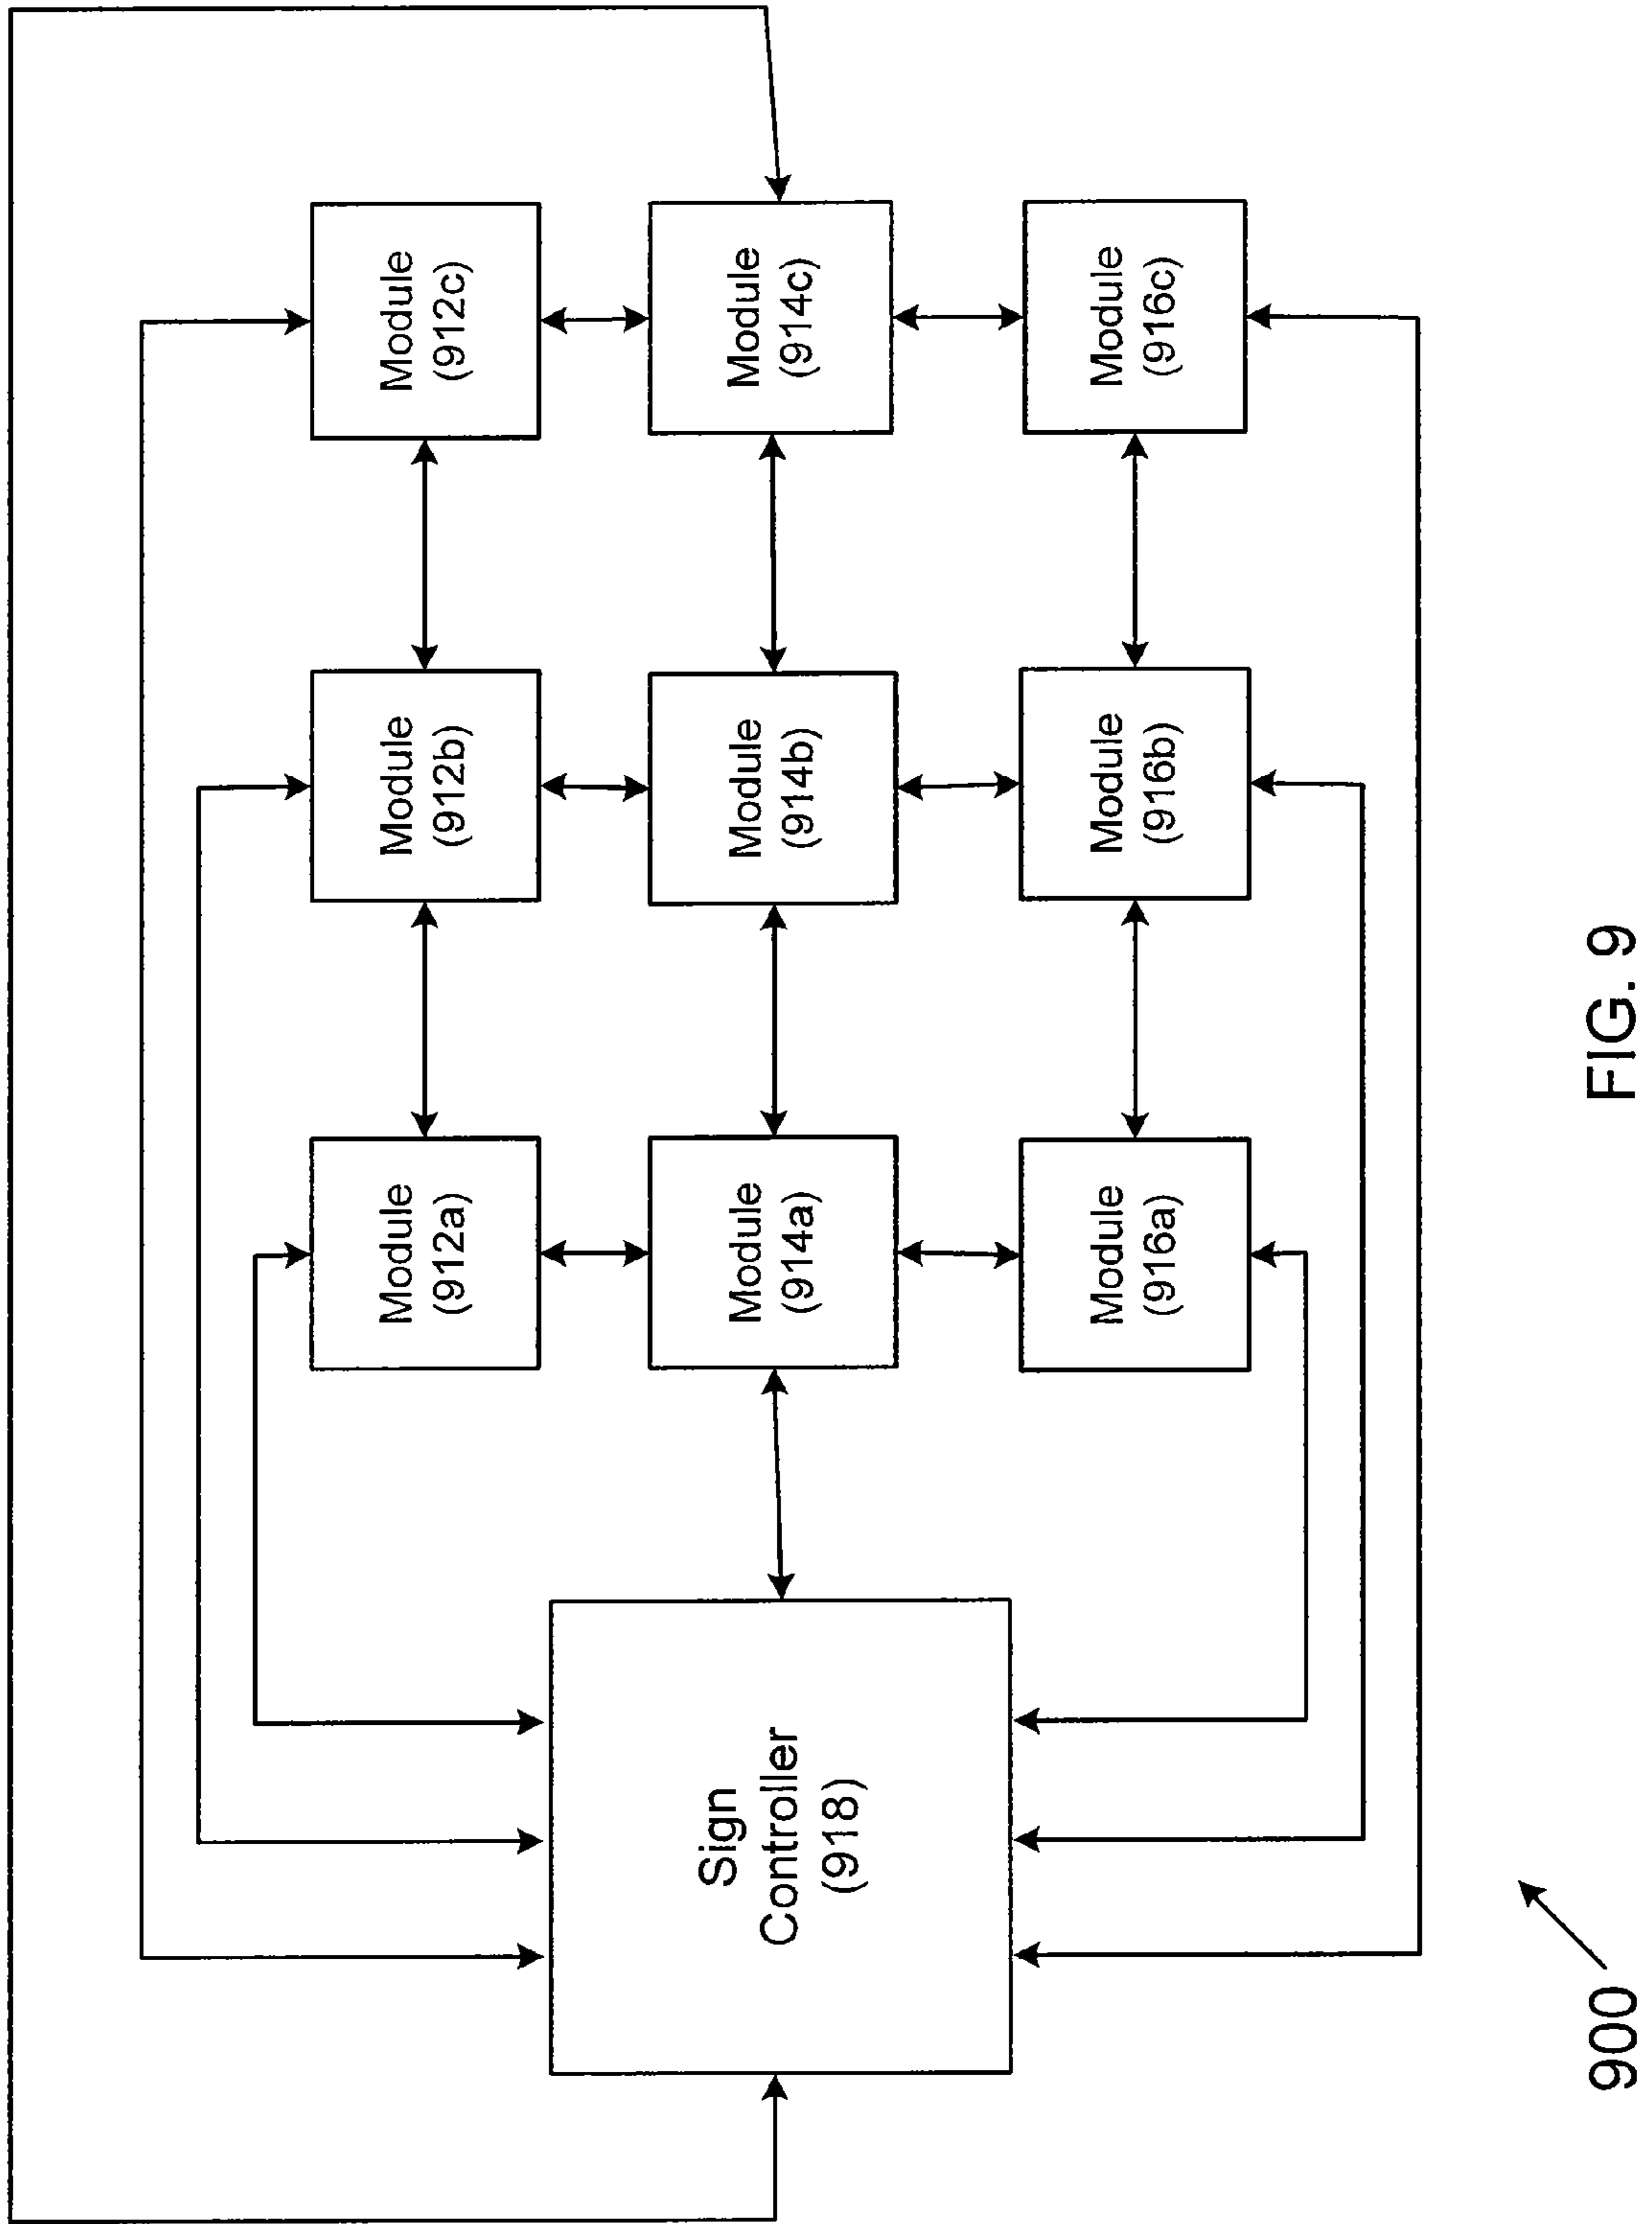 Module
(912a)
Module
(912b)
Module
(912c)
Sign
Controller
(918)
Module
(914a)
Module
(914b)
Module
(914c)
Module
(916a)
Module
(916b)
Module
(916c)
900
FIG. 9